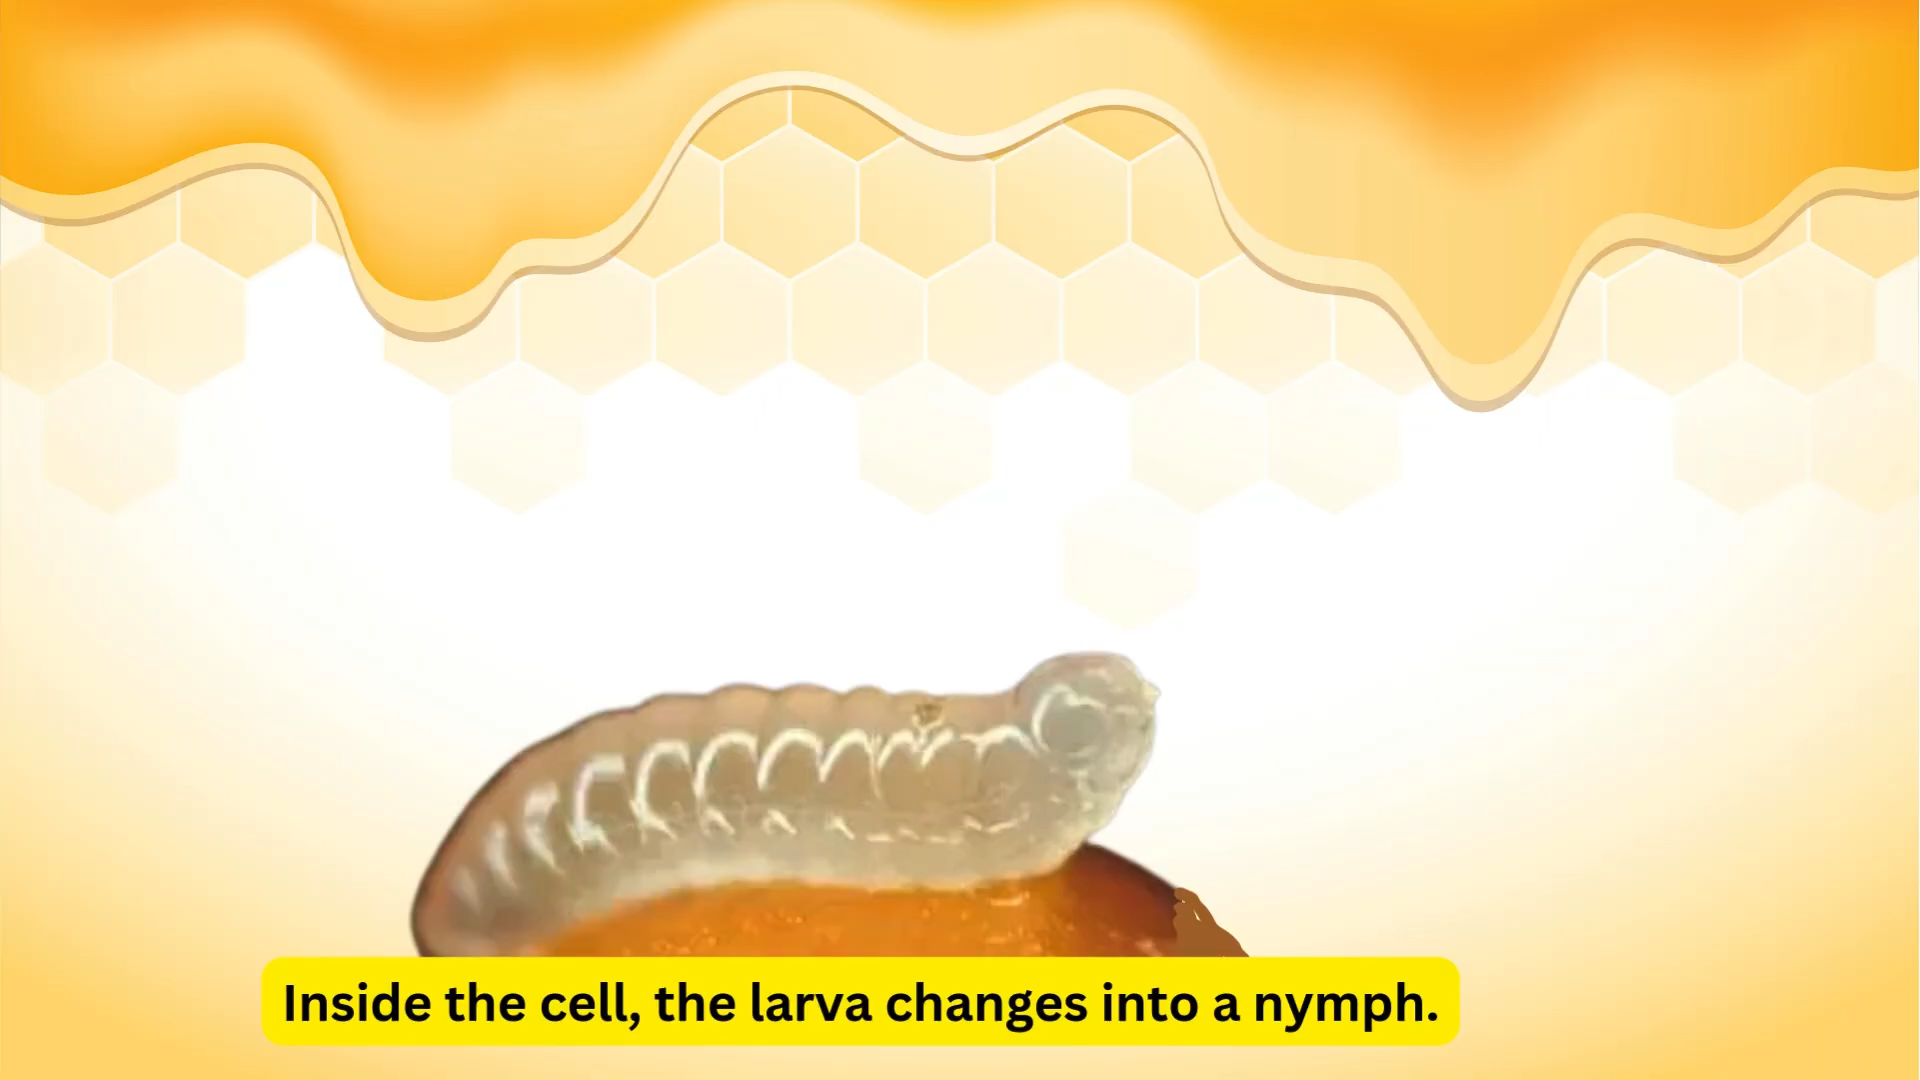 Inside the cell, the larva changes into a nymph.